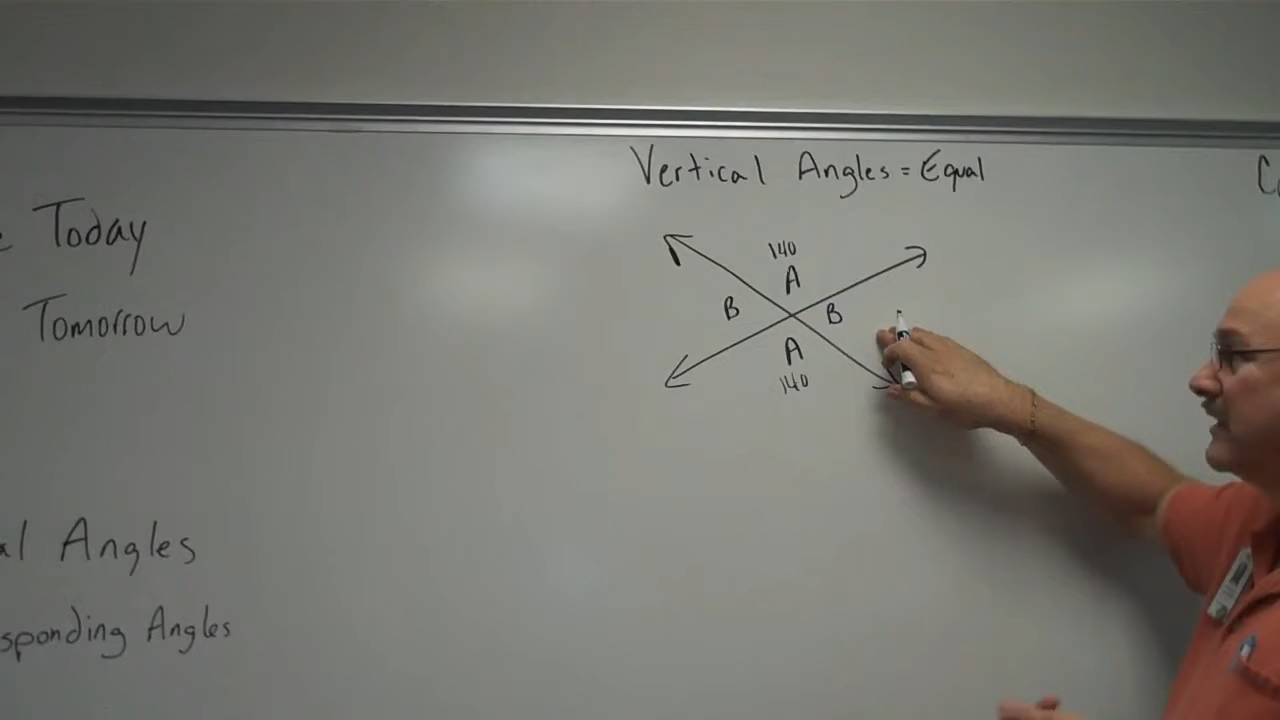 Today
Tomorrow
Angles
Angles
Vertical Angles = Equal
140
A
B
B
A
140